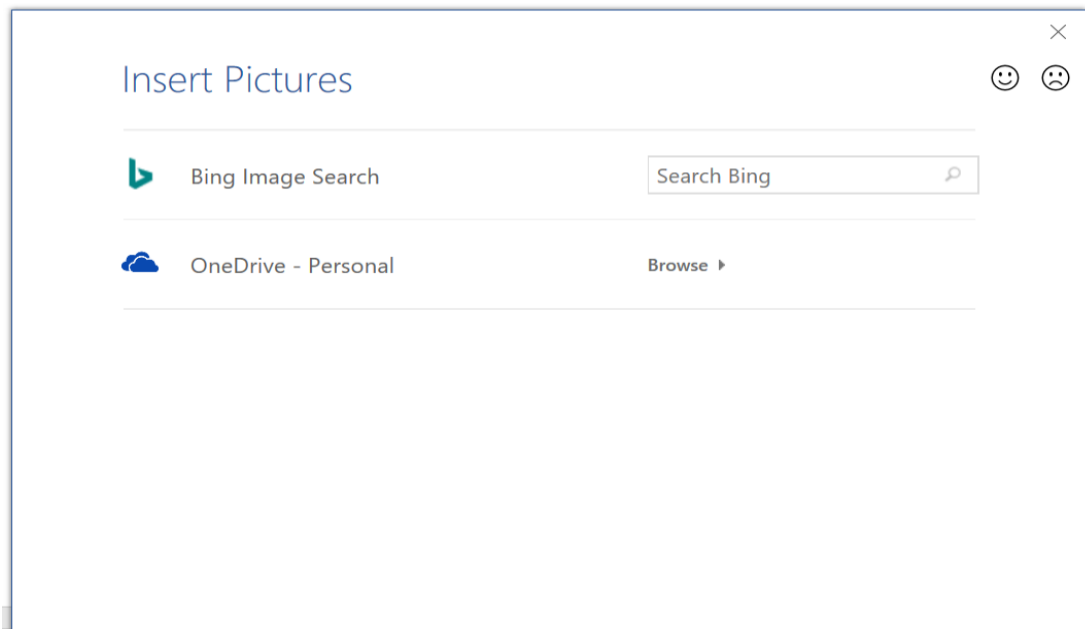 Insert Pictures
Bing Image Search
Search Bing
OneDrive - Personal
Browse